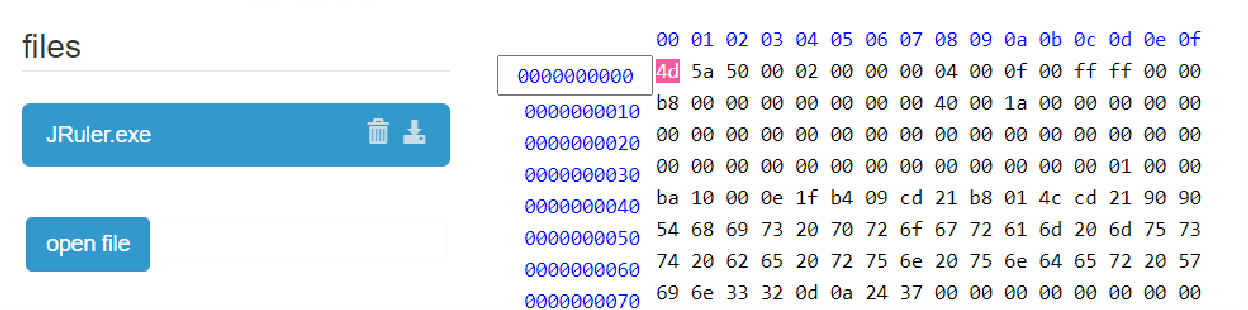 files
JRuler.exe
open file
00 01 02 03 04 05 06 07 08 09 0a 0b 0c 0d 0e 0f
0000000000 4d 5a 50 00 02 00 00 00 04 00 0f 00 ff ff 00 00
0000000010 b8 00 00 00 00 00 00 00 40 00 1a 00 00 00 00 00
0000000020 00 00 00 00 00 00 00 00 00 00 00 00 00 00 00 00
0000000030 00 00 00 00 00 00 00 00 00 00 00 00 00 01 00 00
0000000040 ba 10 00 0e 1f b4 09 cd 21 b8 01 4c cd 21 90 90
0000000050 54 68 69 73 20 70 72 6f 67 72 61 6d 20 6d 75 73
0000000060 74 20 62 65 20 72 75 6e 20 75 6e 64 65 72 20 57
0000000070 69 6e 33 32 0d 0a 24 37 00 00 00 00 00 00 00 00